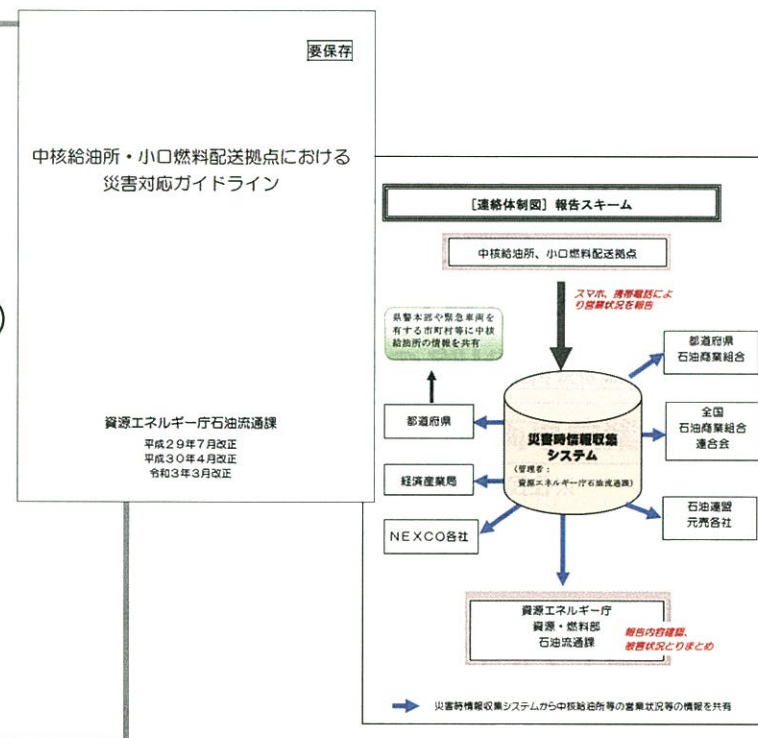 要保存
中核給油所・小口燃料配送拠点における
災害対応ガイドライン
資源エネルギー庁石油流通課
平成29年7月改正
平成30年4月改正
令和3年3月改正
［連絡体制図］報告スキーム
中核給油所、小口燃料配送拠点
スマホ、携帯電話によ
り営業状況を報告
県警本部や緊急車両を
有する市町村等に中核
給油所の情報を共有
都道府県
石油商業組合
都道府県
全国
石油商業組合
連合会
災害時情報収集
システム
（管理者：
資源エネルギー庁石油流通課）
経済産業局
石油連盟
元売各社
NEXCO各社
資源エネルギー庁
資源・燃料部
石油流通課
報告内容確認、
被害状況とりまとめ
災害時情報収集システムから中核給油所等の営業状況等の情報を共有